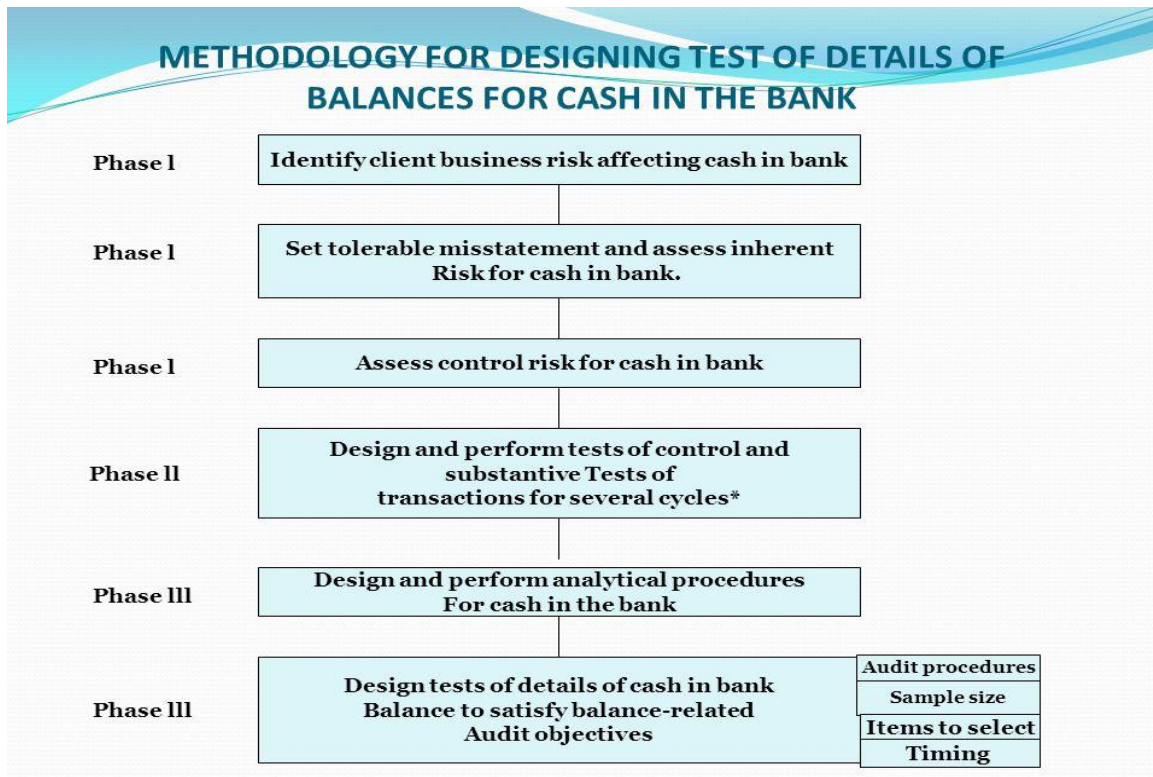 METHODOLOGY FOR DESIGNING TEST OF DETAILS OF
BALANCES FOR CASH IN THE BANK
Phase l
Identify client business risk affecting cash in bank
Phase l
Set tolerable misstatement and assess inherent
Risk for cash in bank.
Phase l
Assess control risk for cash in bank
Phase ll
Design and perform tests of control and
substantive Tests of
transactions for several cycles*
Phase lll
Design and perform analytical procedures
For cash in the bank
Phase lll
Design tests of details of cash in bank
Balance to satisfy balance-related
Audit objectives
Audit procedures
Sample size
Items to select
Timing